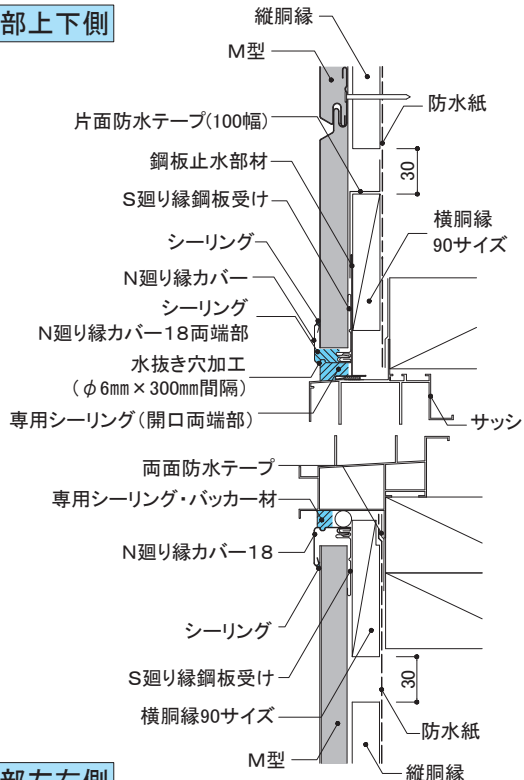 部上下側
縦胴縁
M型
防水紙
片面防水テープ(100幅)
30
鋼板止水部材
S廻り縁鋼板受け
横胴縁
90サイズ
シーリング
N廻り縁カバー
シーリング
N廻り縁カバー18両端部
水抜き穴加工
(φ6mm×300mm間隔)
専用シーリング(開口両端部)
サッシ
両面防水テープ
専用シーリング・バッカー材
N廻り縁カバー18
シーリング
S廻り縁鋼板受け
30
横胴縁90サイズ
防水紙
M型
縦胴縁
部左右側